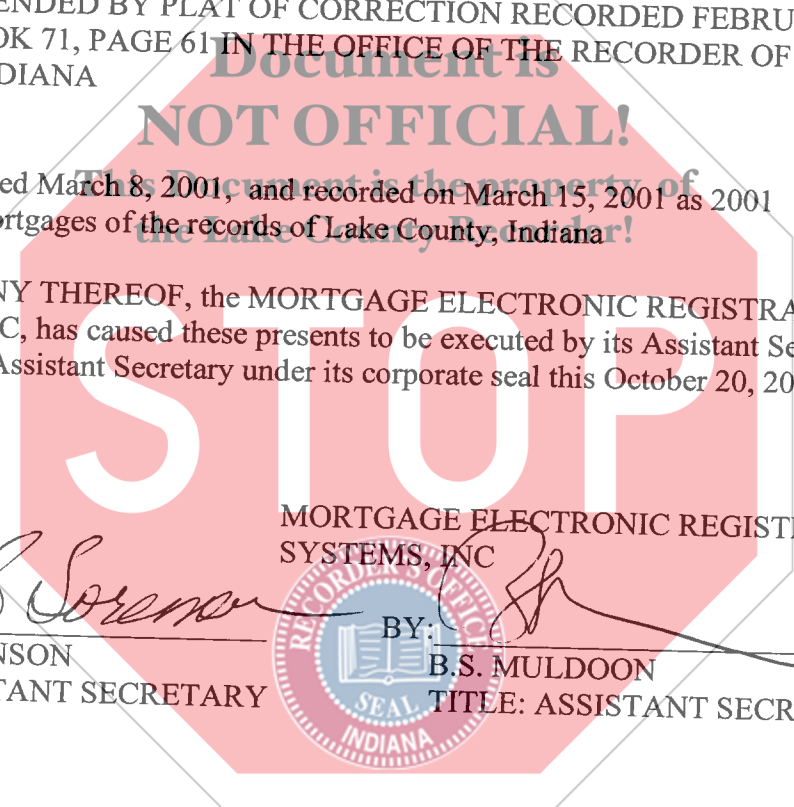 ENDED BY PLAT OF CORRECTION RECORDED FEBRU
OK 71, PAGE 61 IN THE OFFICE OF THE RECORDER OF
NDIANA
Document is
NOT OFFICIAL!
This Document is the property of
the Lake County Recorder!
ed March 8, 2001, and recorded on March 15, 2001 as 2001
ortgages of the records of Lake County, Indiana
NY THEREOF, the MORTGAGE ELECTRONIC REGISTRA
C, has caused these presents to be executed by its Assistant Se
Assistant Secretary under its corporate seal this October 20, 20
STOP
MORTGAGE ELECTRONIC REGISTR
SYSTEMS, INC
Sorenson
BY:
NSON
B.S. MULDOON
TANT SECRETARY
TITLE: ASSISTANT SECR
RECORDER'S OFFICE
SEAL
INDIANA